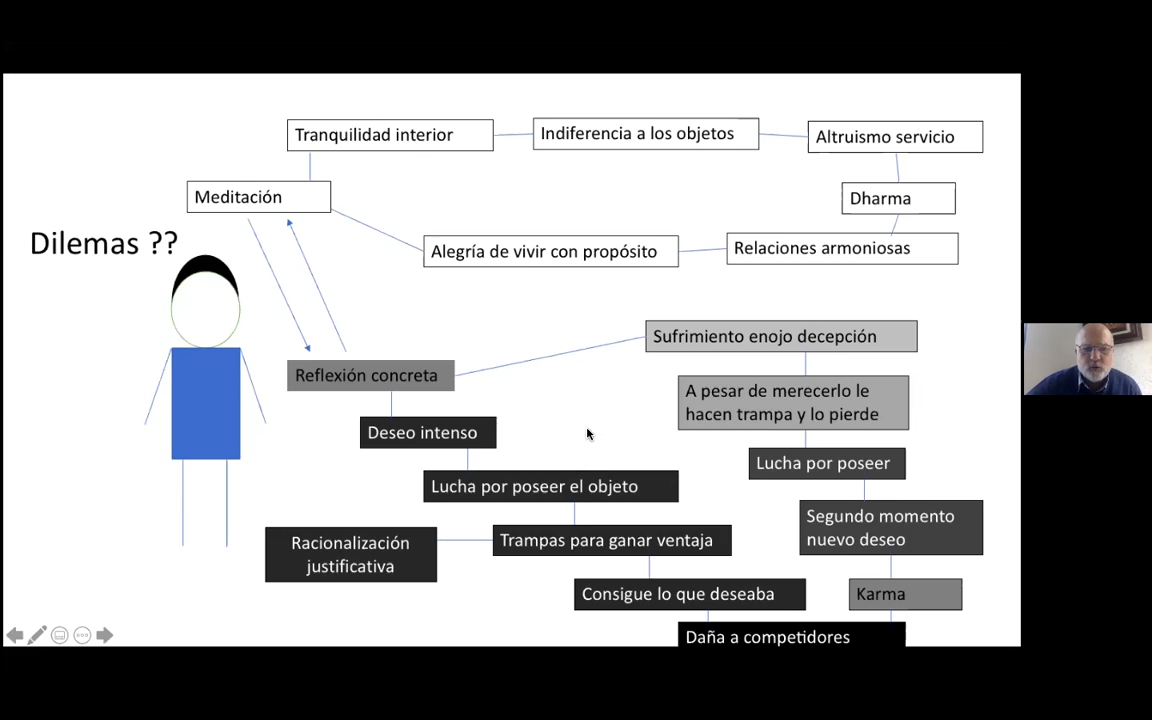 Tranquilidad interior
Indiferencia a los objetos
Altruismo servicio
Meditación
Dharma
Dilemas ??
Alegría de vivir con propósito
Relaciones armoniosas
Sufrimiento enojo decepción
Reflexión concreta
A pesar de merecerlo le
hacen trampa y lo pierde
Deseo intenso
Lucha por poseer
Lucha por poseer el objeto
Segundo momento
nuevo deseo
Racionalización
justificativa
Trampas para ganar ventaja
Consigue lo que deseaba
Karma
Daña a competidores